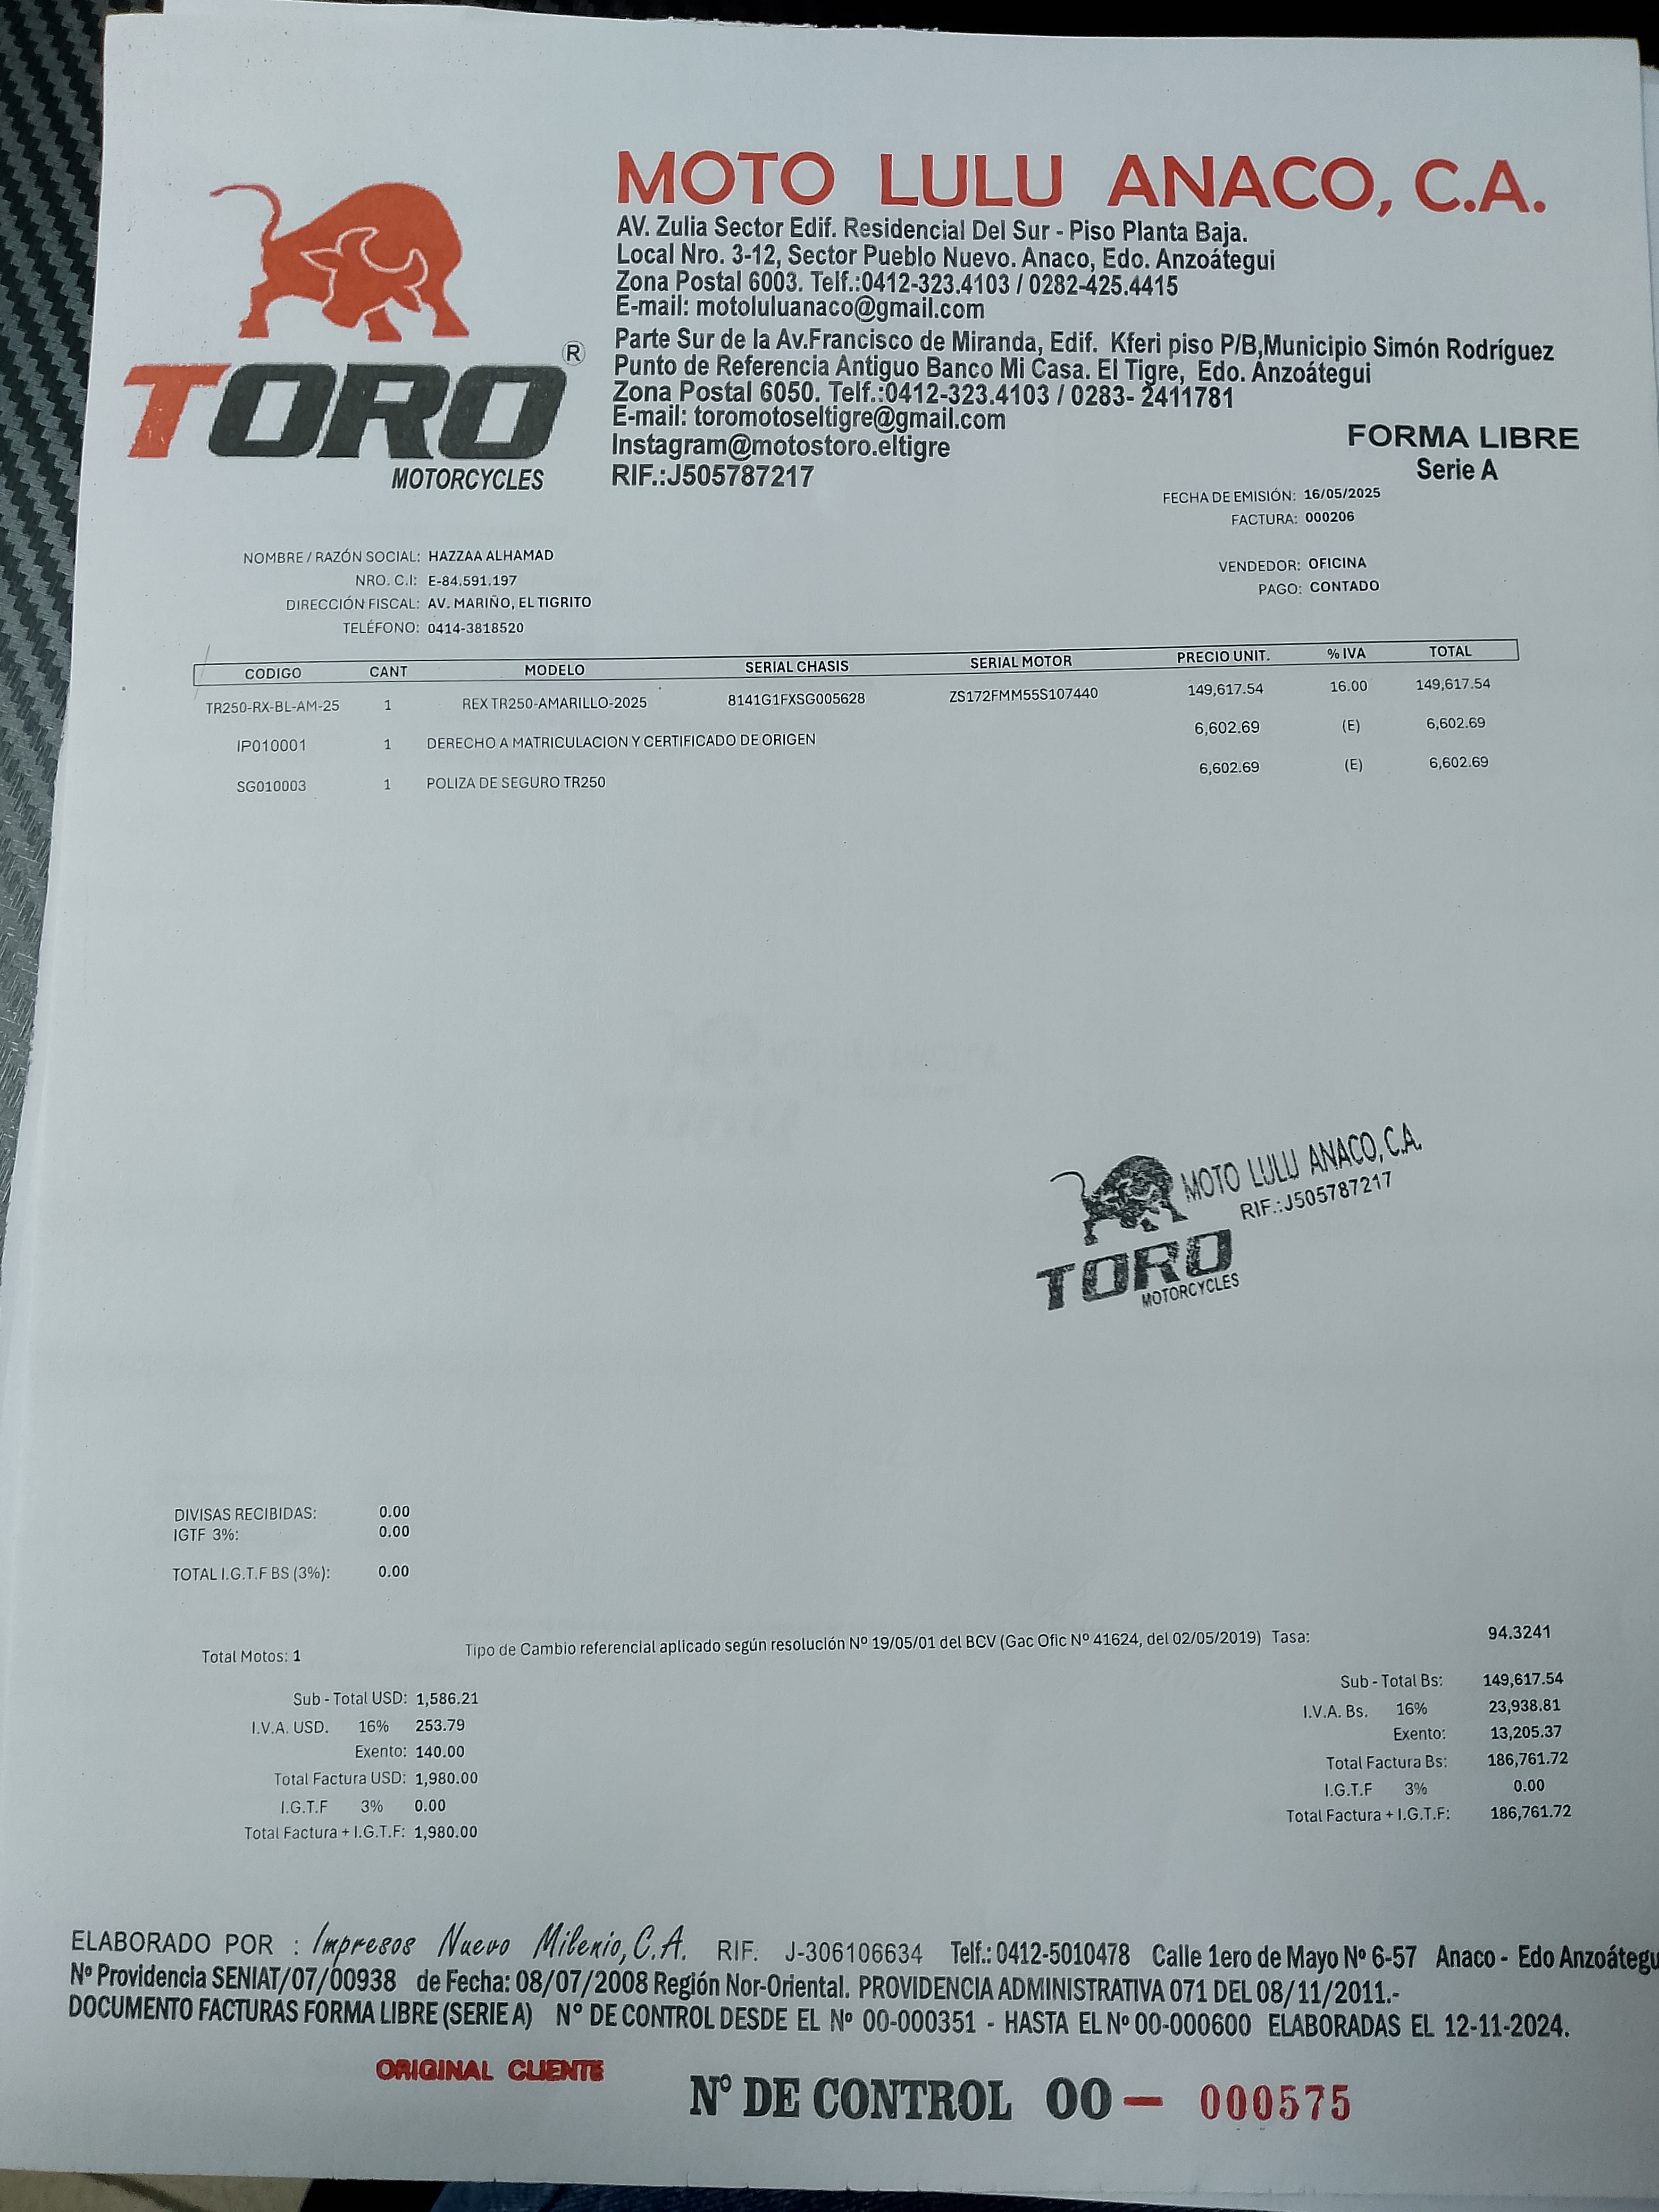 MOTO LULU ANACO, C.A.
AV. Zulia Sector Edif. Residencial Del Sur - Piso Planta Baja.
Local Nro. 3-12, Sector Pueblo Nuevo. Anaco, Edo. Anzoátegui
Zona Postal 6003. Telf.:0412-323.4103 / 0282-425.4415
E-mail: motoluluanaco@gmail.com
Parte Sur de la Av.Francisco de Miranda, Edif. Kferi piso P/B,Municipio Simón Rodríguez
Punto de Referencia Antiguo Banco Mi Casa. El Tigre, Edo. Anzoátegui
Zona Postal 6050. Telf.:0412-323.4103 / 0283- 2411781
E-mail: toromotoseltigre@gmail.com
Instagram@motostoro.eltigre
RIF.:J505787217
TORO ®
MOTORCYCLES
FORMA LIBRE
Serie A
FECHA DE EMISIÓN: 16/05/2025
FACTURA: 000206
NOMBRE / RAZÓN SOCIAL: HAZZAA ALHAMAD
NRO. C.I: E-84.591.197
DIRECCIÓN FISCAL: AV. MARIÑO, EL TIGRITO
TELÉFONO: 0414-3818520
VENDEDOR: OFICINA
PAGO: CONTADO
CODIGO CANT MODELO SERIAL CHASIS SERIAL MOTOR PRECIO UNIT. % IVA TOTAL
TR250-RX-BL-AM-25 1 REX TR250-AMARILLO-2025 8141G1FXSG005628 ZS172FMM55S107440 149,617.54 16.00 149,617.54
IP010001 1 DERECHO A MATRICULACION Y CERTIFICADO DE ORIGEN 6,602.69 (E) 6,602.69
SG010003 1 POLIZA DE SEGURO TR250 6,602.69 (E) 6,602.69
MOTO LULU ANACO, C.A.
RIF.:J505787217
TORO
MOTORCYCLES
DIVISAS RECIBIDAS: 0.00
IGTF 3%: 0.00
TOTAL I.G.T.F BS (3%): 0.00
Total Motos: 1 Tipo de Cambio referencial aplicado según resolución Nº 19/05/01 del BCV (Gac Ofic Nº 41624, del 02/05/2019) Tasa: 94.3241
Sub - Total USD: 1,586.21
I.V.A. USD. 16% 253.79
Exento: 140.00
Total Factura USD: 1,980.00
I.G.T.F 3% 0.00
Total Factura + I.G.T.F: 1,980.00
Sub - Total Bs: 149,617.54
I.V.A. Bs. 16% 23,938.81
Exento: 13,205.37
Total Factura Bs: 186,761.72
I.G.T.F 3% 0.00
Total Factura + I.G.T.F: 186,761.72
ELABORADO POR : Impresos Nuevo Milenio, C.A. RIF. J-306106634 Telf.: 0412-5010478 Calle 1ero de Mayo Nº 6-57 Anaco - Edo Anzoátegu
Nº Providencia SENIAT/07/00938 de Fecha: 08/07/2008 Región Nor-Oriental. PROVIDENCIA ADMINISTRATIVA 071 DEL 08/11/2011.-
DOCUMENTO FACTURAS FORMA LIBRE (SERIE A) Nº DE CONTROL DESDE EL Nº 00-000351 - HASTA EL Nº 00-000600 ELABORADAS EL 12-11-2024.
ORIGINAL CLIENTE
N° DE CONTROL 00 - 000575